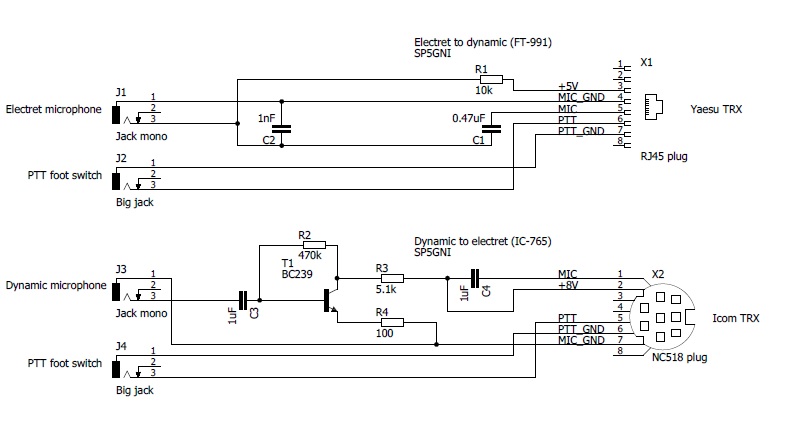 Electret to dynamic (FT-991)
SP5GNI
J1
1
2
3
Electret microphone
Jack mono
R1
10k
1nF
C2
0.47uF
C1
+5V
MIC_GND
MIC
PTT
PTT_GND
1
2
3
4
5
6
7
8
X1
Yaesu TRX
RJ45 plug
J2
1
2
3
PTT foot switch
Big jack
Dynamic to electret (IC-765)
SP5GNI
R2
470k
T1
BC239
J3
1
2
3
Dynamic microphone
Jack mono
1uF
C3
R3
5.1k
1uF
C4
R4
100
MIC
+8V
PTT
PTT_GND
MIC_GND
1
2
3
4
5
6
7
8
X2
Icom TRX
NC518 plug
J4
1
2
3
PTT foot switch
Big jack